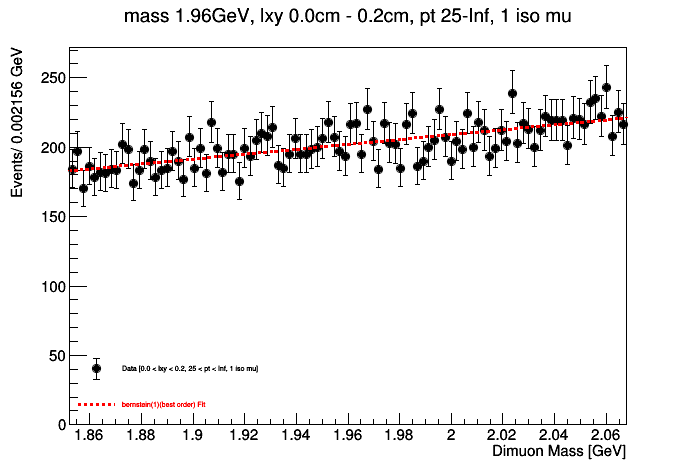 mass 1.96GeV, lxy 0.0cm - 0.2cm, pt 25-Inf, 1 iso mu
Events/ 0.002156 GeV
250
200
150
100
50
0
Data [0.0 < lxy < 0.2, 25 < pt < Inf, 1 iso mu]
bernstein(1)(best order) Fit
1.86 1.88 1.9 1.92 1.94 1.96 1.98 2 2.02 2.04 2.06
Dimuon Mass [GeV]